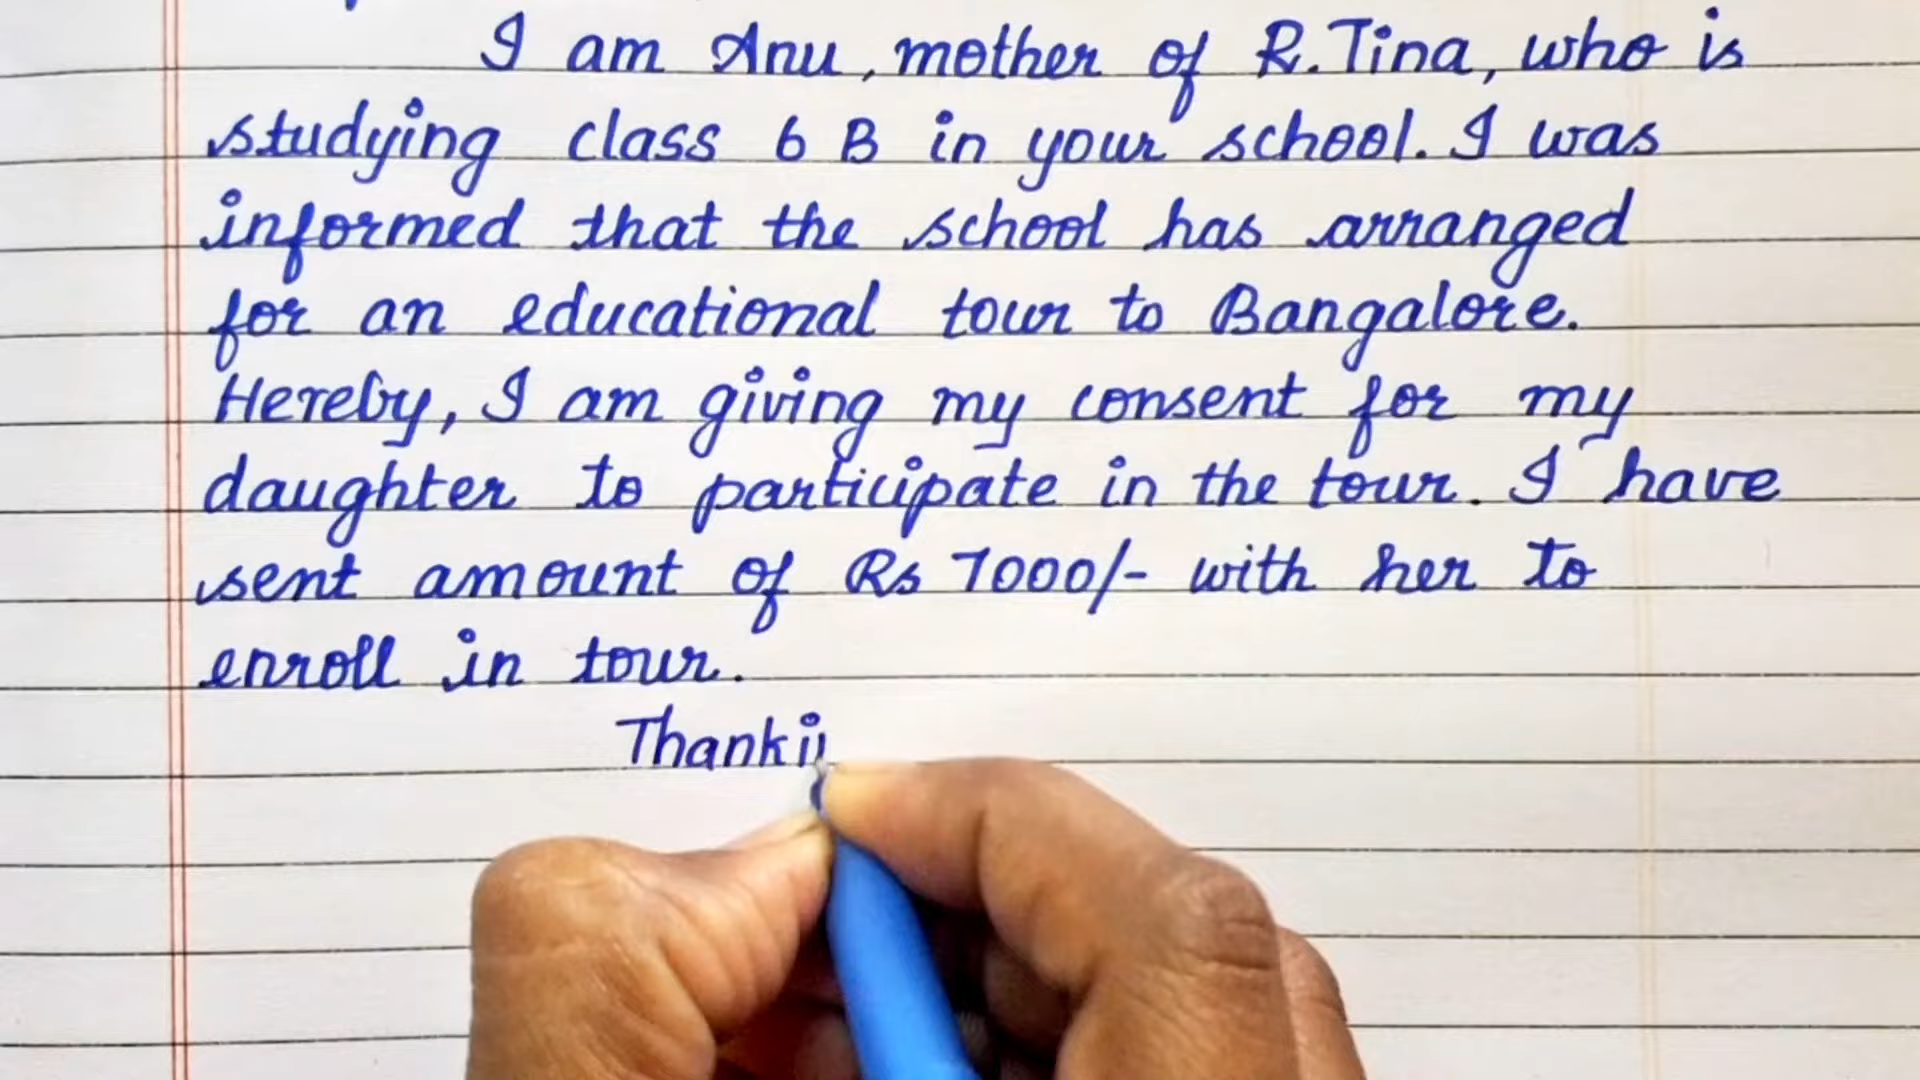 I am Anu, mother of R. Tina, who is
studying class 6 B in your school. I was
informed that the school has arranged
for an educational tour to Bangalore.
Hereby, I am giving my consent for my
daughter to participate in the tour. I have
sent amount of Rs 7000/- with her to
enroll in tour.